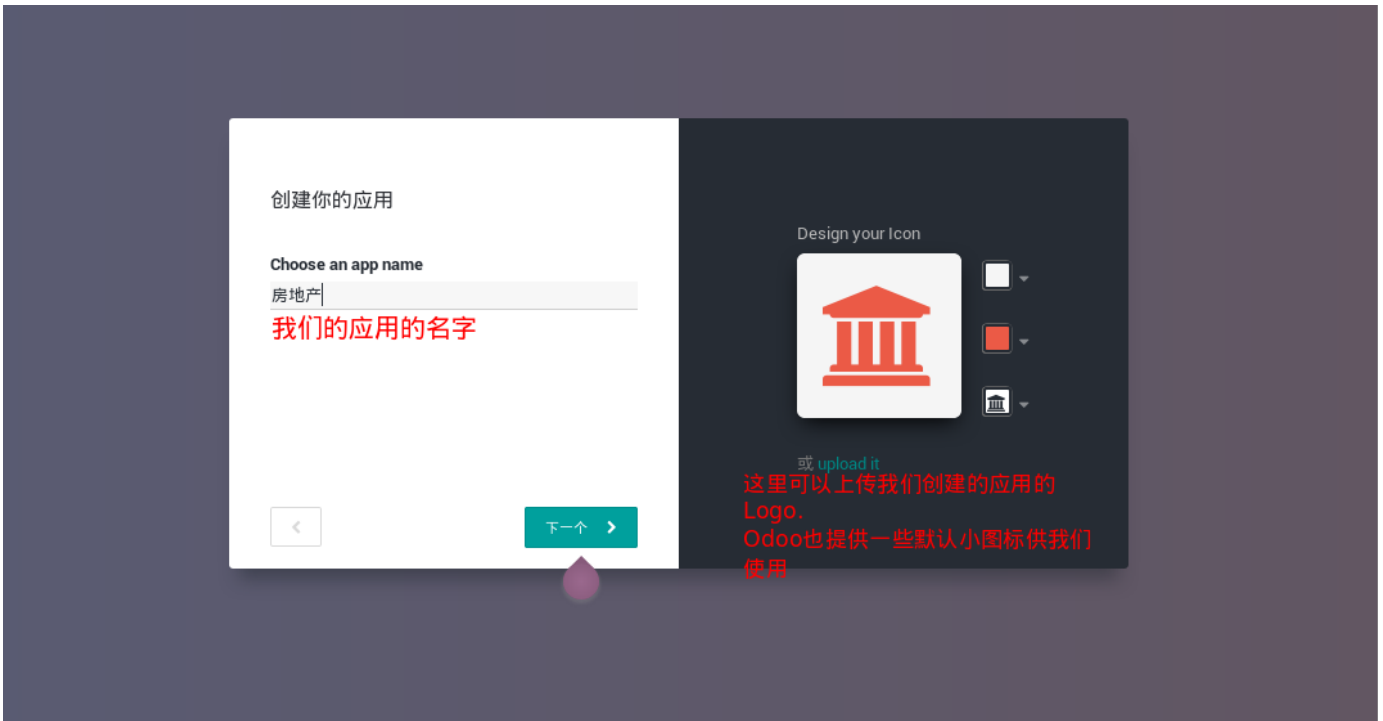 创建你的应用
Choose an app name
房地产
我们的应用的名字
下一个
Design your Icon
或 upload it
这里可以上传我们创建的应用的
Logo.
Odoo也提供一些默认小图标供我们
使用